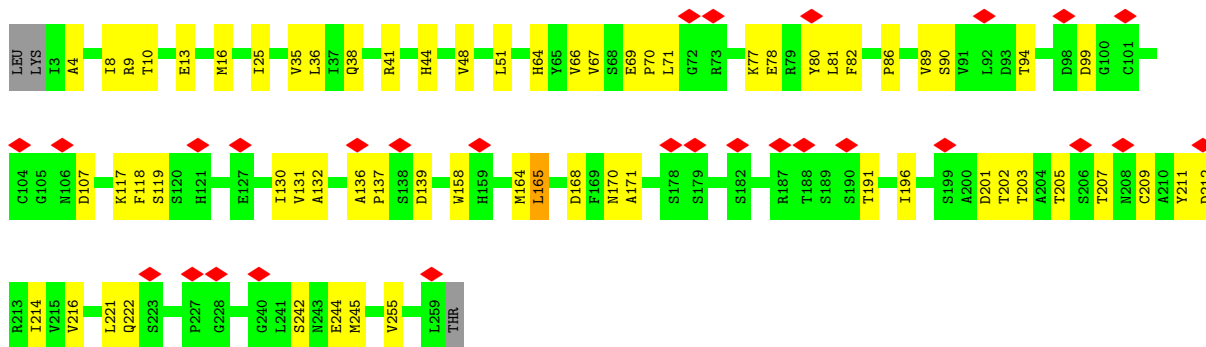 LEU LYS I3 A4 I8 R9 T10 E13 M16 I25 V35 L36 I37 Q38 R41 H44 V48 L51 H64 Y65 V66 V67 S68 E69 P70 L71 G72 R73 K77 E78 R79 Y80 L81 F82 P86 V89 S90 V91 L92 D93 T94 D98 D99 G100 C101
C104 G105 N106 D107 K117 F118 S119 S120 H121 E127 I130 V131 A132 A136 P137 S138 D139 W158 H159 M164 L165 D168 F169 N170 A171 S178 S179 S182 R187 T188 S189 S190 T191 I196 S199 A200 D201 T202 T203 A204 T205 S206 T207 N208 C209 A210 Y211 D212
R213 I214 V215 V216 L221 Q222 S223 P227 G228 G240 L241 S242 N243 E244 M245 V255 L259 THR